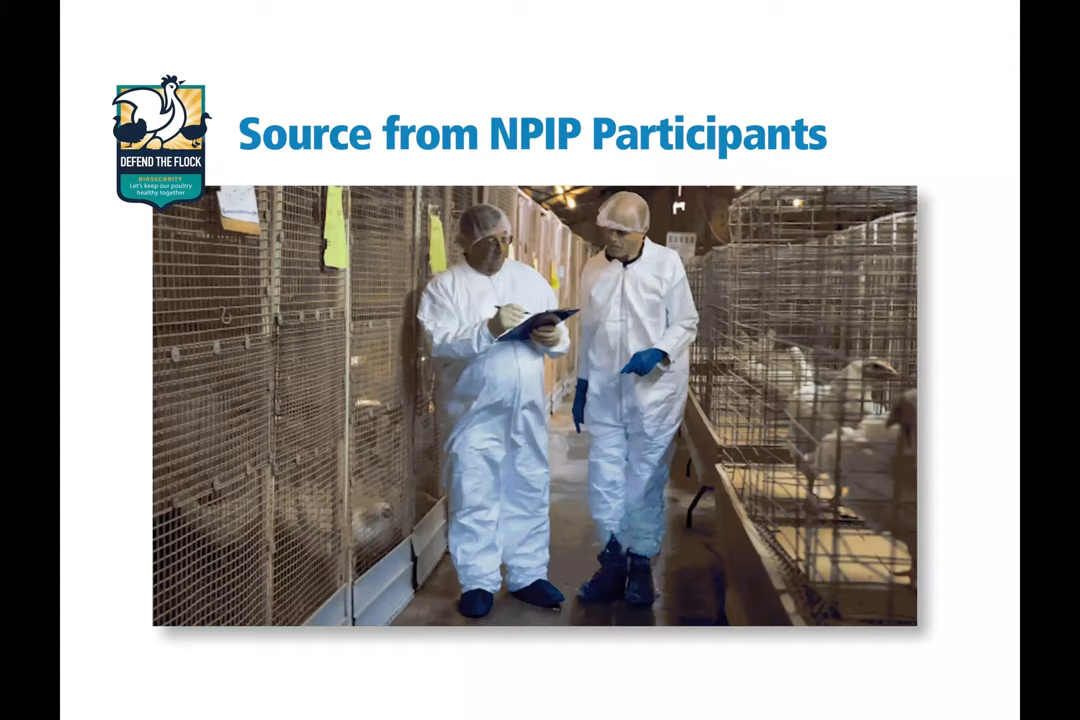 Source from NPIP Participants
DEFEND THE FLOCK
BIOSECURITY
Let's keep our poultry
healthy together